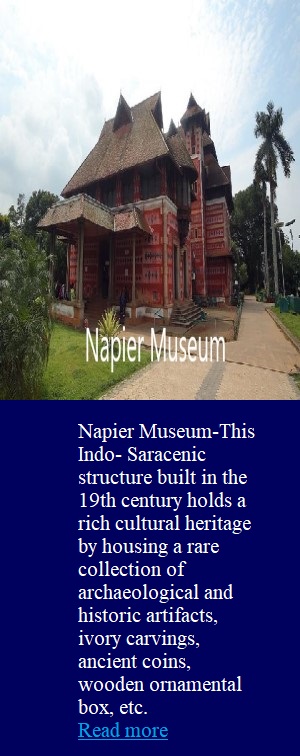 Napier Museum
Napier Museum-This
Indo- Saracenic
structure built in the
19th century holds a
rich cultural heritage
by housing a rare
collection of
archaeological and
historic artifacts,
ivory carvings,
ancient coins,
wooden ornamental
box, etc.
Read more